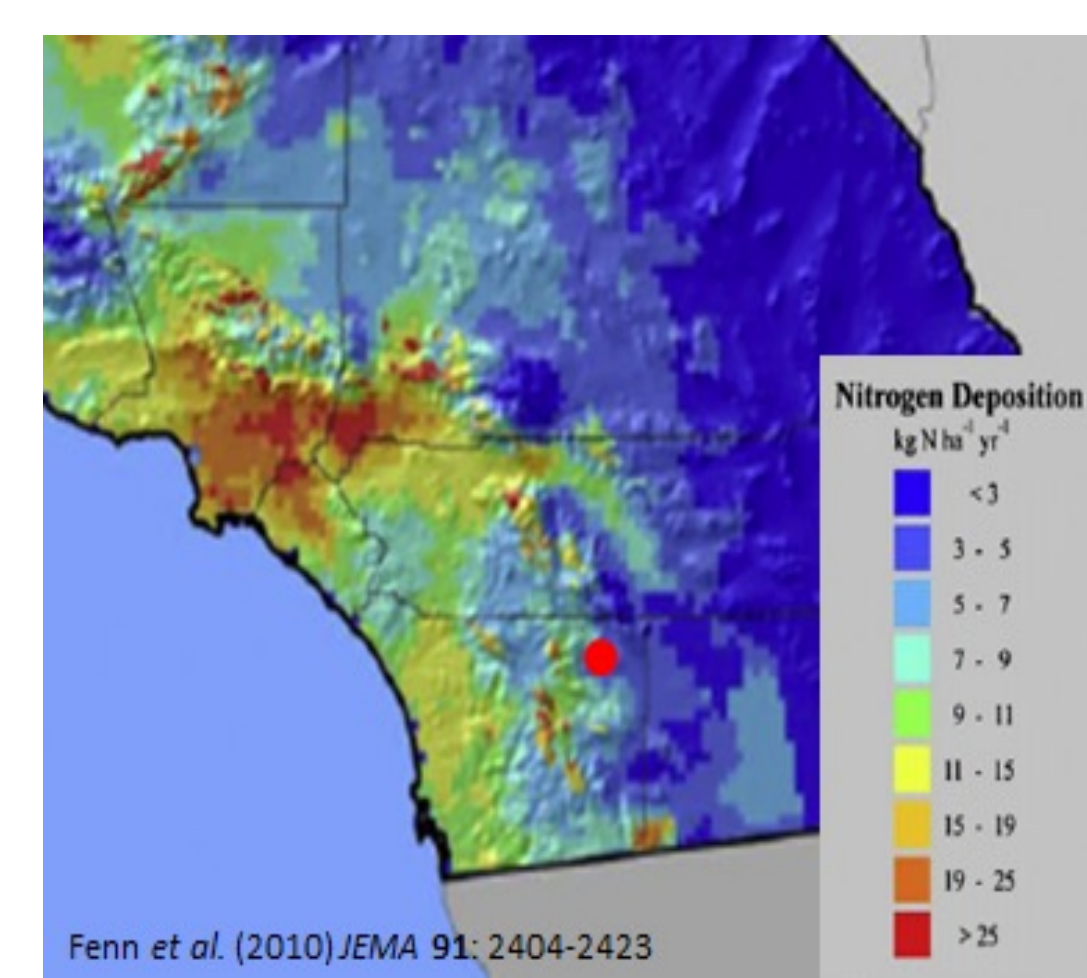 Nitrogen Deposition
kg N ha⁻¹ yr⁻¹
< 3
3 - 5
5 - 7
7 - 9
9 - 11
11 - 15
15 - 19
19 - 25
> 25
Fenn et al. (2010) JEMA 91: 2404-2423